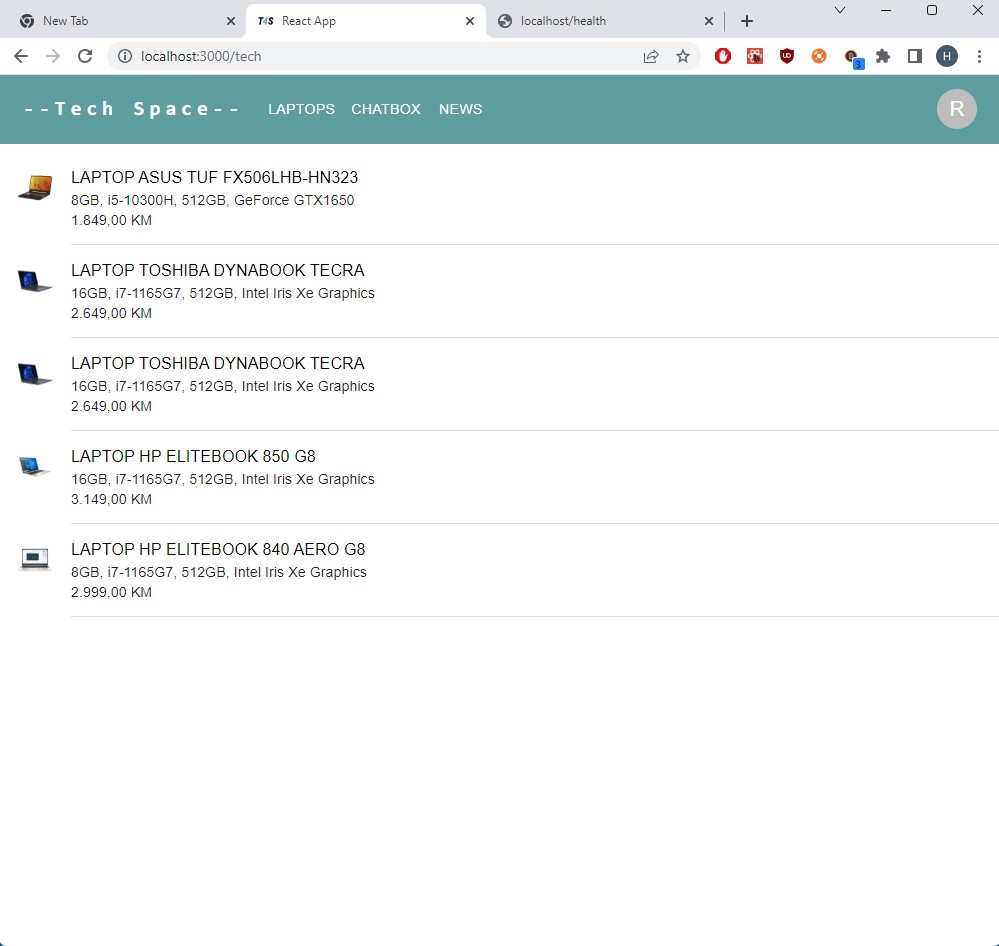 New Tab
T4S React App
localhost/health
localhost:3000/tech
UD
3
H
--Tech Space--
LAPTOPS
CHATBOX
NEWS
R
LAPTOP ASUS TUF FX506LHB-HN323
8GB, i5-10300H, 512GB, GeForce GTX1650
1.849,00 KM
LAPTOP TOSHIBA DYNABOOK TECRA
16GB, i7-1165G7, 512GB, Intel Iris Xe Graphics
2.649,00 KM
LAPTOP TOSHIBA DYNABOOK TECRA
16GB, i7-1165G7, 512GB, Intel Iris Xe Graphics
2.649,00 KM
LAPTOP HP ELITEBOOK 850 G8
16GB, i7-1165G7, 512GB, Intel Iris Xe Graphics
3.149,00 KM
LAPTOP HP ELITEBOOK 840 AERO G8
8GB, i7-1165G7, 512GB, Intel Iris Xe Graphics
2.999,00 KM